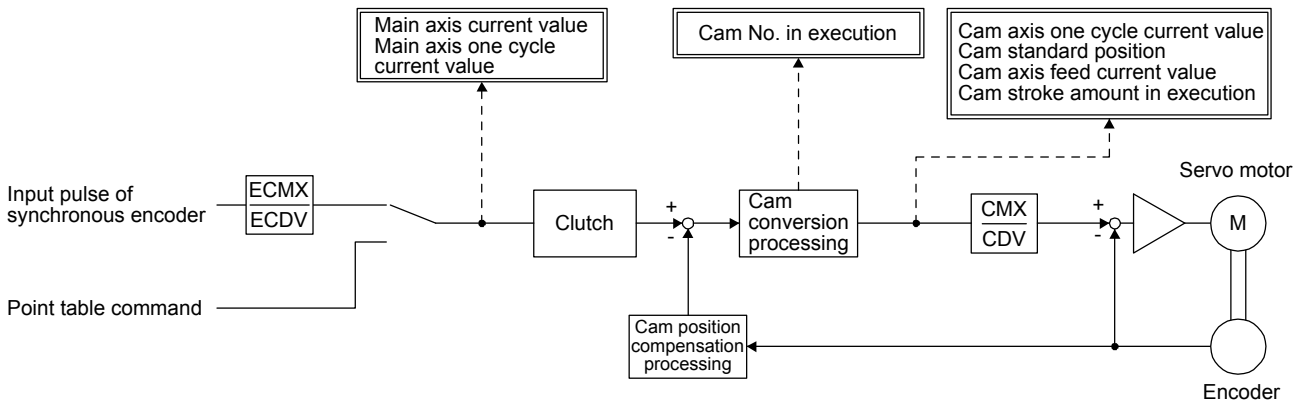 Main axis current value
Main axis one cycle
current value
Cam No. in execution
Cam axis one cycle current value
Cam standard position
Cam axis feed current value
Cam stroke amount in execution
Servo motor
Input pulse of
synchronous encoder
ECMX
ECDV
Clutch
+
-
Cam
conversion
processing
CMX
CDV
+
-
M
Point table command
Cam position
compensation
processing
Encoder